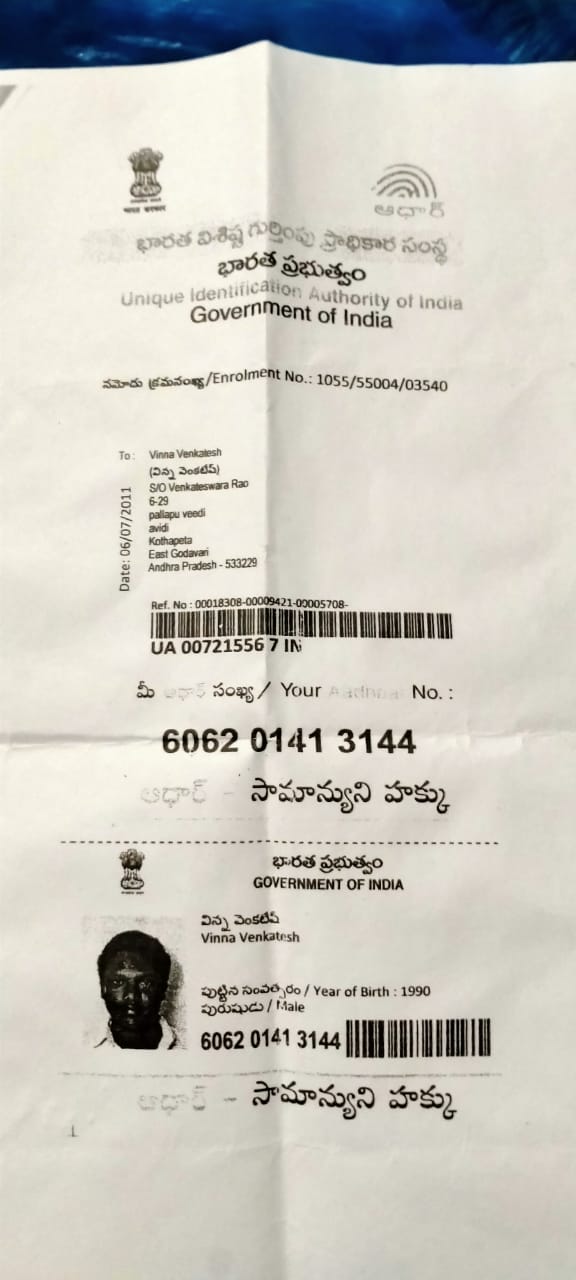 भारत सरकार
ఆధార్
భారత విశిష్ట గుర్తింపు ప్రాధికార సంస్థ
భారత ప్రభుత్వం
Unique Identification Authority of India
Government of India
నమోదు క్రమసంఖ్య/Enrolment No.: 1055/55004/03540
To: Vinna Venkatesh
(విన్న వెంకటేష్)
S/O Venkateswara Rao
6-29
pallapu veedi
avidi
Kothapeta
East Godavari
Andhra Pradesh - 533229
Date: 06/07/2011
Ref. No : 00018308-00009421-00005708-
UA 00721556 7 IN
మీ ఆధార్ సంఖ్య / Your Aadhaar No. :
6062 0141 3144
ఆధార్ - సామాన్యుని హక్కు
భారత ప్రభుత్వం
GOVERNMENT OF INDIA
విన్న వెంకటేష్
Vinna Venkatesh
పుట్టిన సంవత్సరం / Year of Birth : 1990
పురుషుడు / Male
6062 0141 3144
ఆధార్ - సామాన్యుని హక్కు